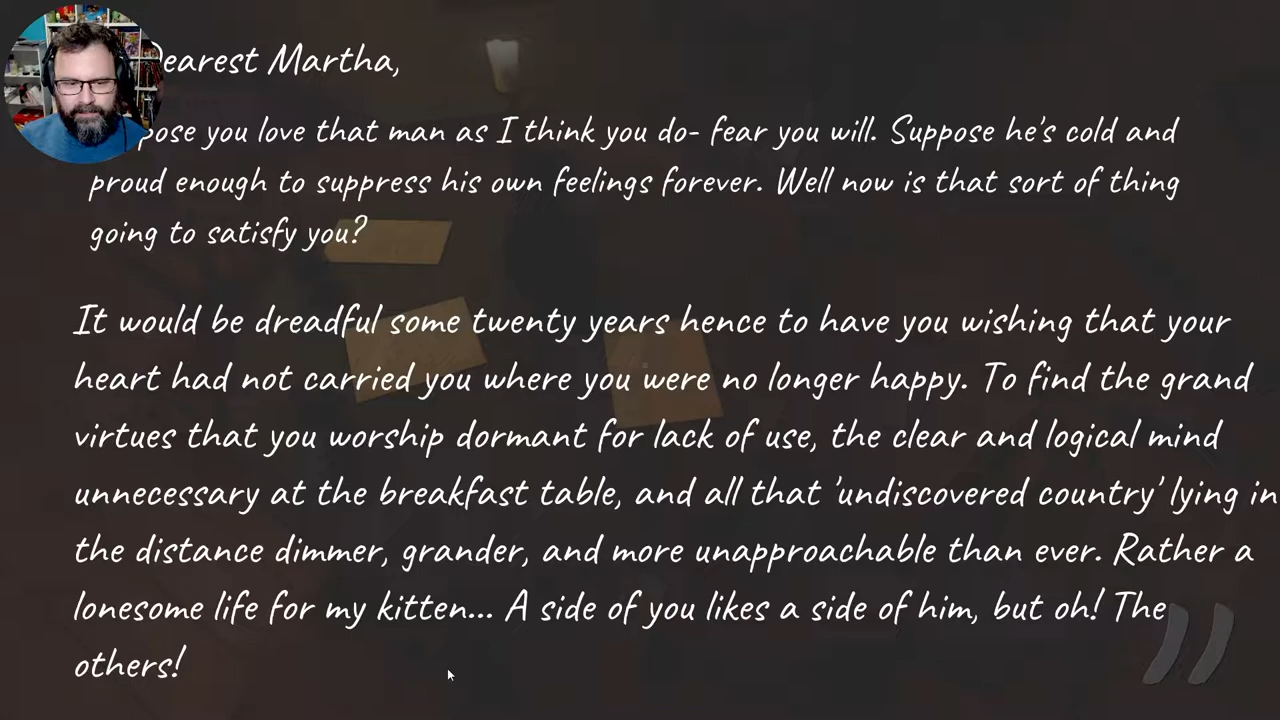 Dearest Martha,
pose you love that man as I think you do- fear you will. Suppose he's cold and
proud enough to suppress his own feelings forever. Well now is that sort of thing
going to satisfy you?
It would be dreadful some twenty years hence to have you wishing that your
heart had not carried you where you were no longer happy. To find the grand
virtues that you worship dormant for lack of use, the clear and logical mind
unnecessary at the breakfast table, and all that 'undiscovered country' lying in
the distance dimmer, grander, and more unapproachable than ever. Rather a
lonesome life for my kitten... A side of you likes a side of him, but oh! The
others!